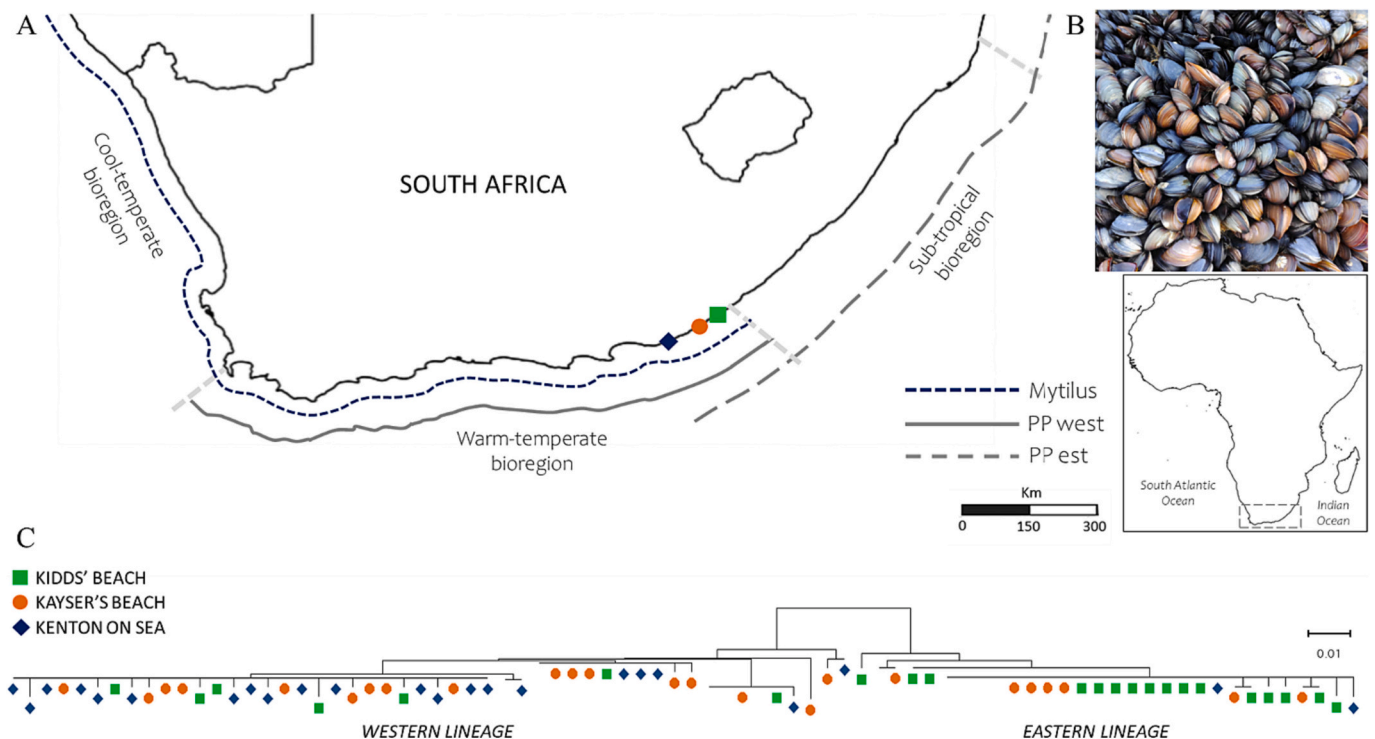 A
B
Cool-temperate
bioregion
SOUTH AFRICA
Sub-tropical
bioregion
Warm-temperate
bioregion
Mytilus
PP west
PP est
Km
0 150 300
South Atlantic
Ocean
Indian
Ocean
C
KIDDS' BEACH
KAYSER'S BEACH
KENTON ON SEA
0.01
WESTERN LINEAGE
EASTERN LINEAGE